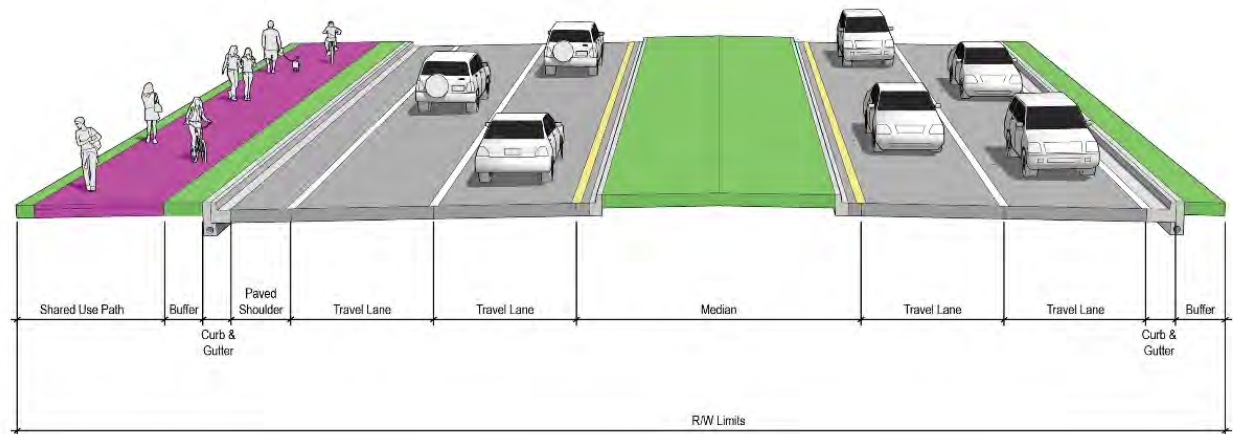 Shared Use Path
Buffer
Curb &
Gutter
Paved
Shoulder
Travel Lane
Travel Lane
Median
Travel Lane
Travel Lane
Curb &
Gutter
Buffer
R/W Limits